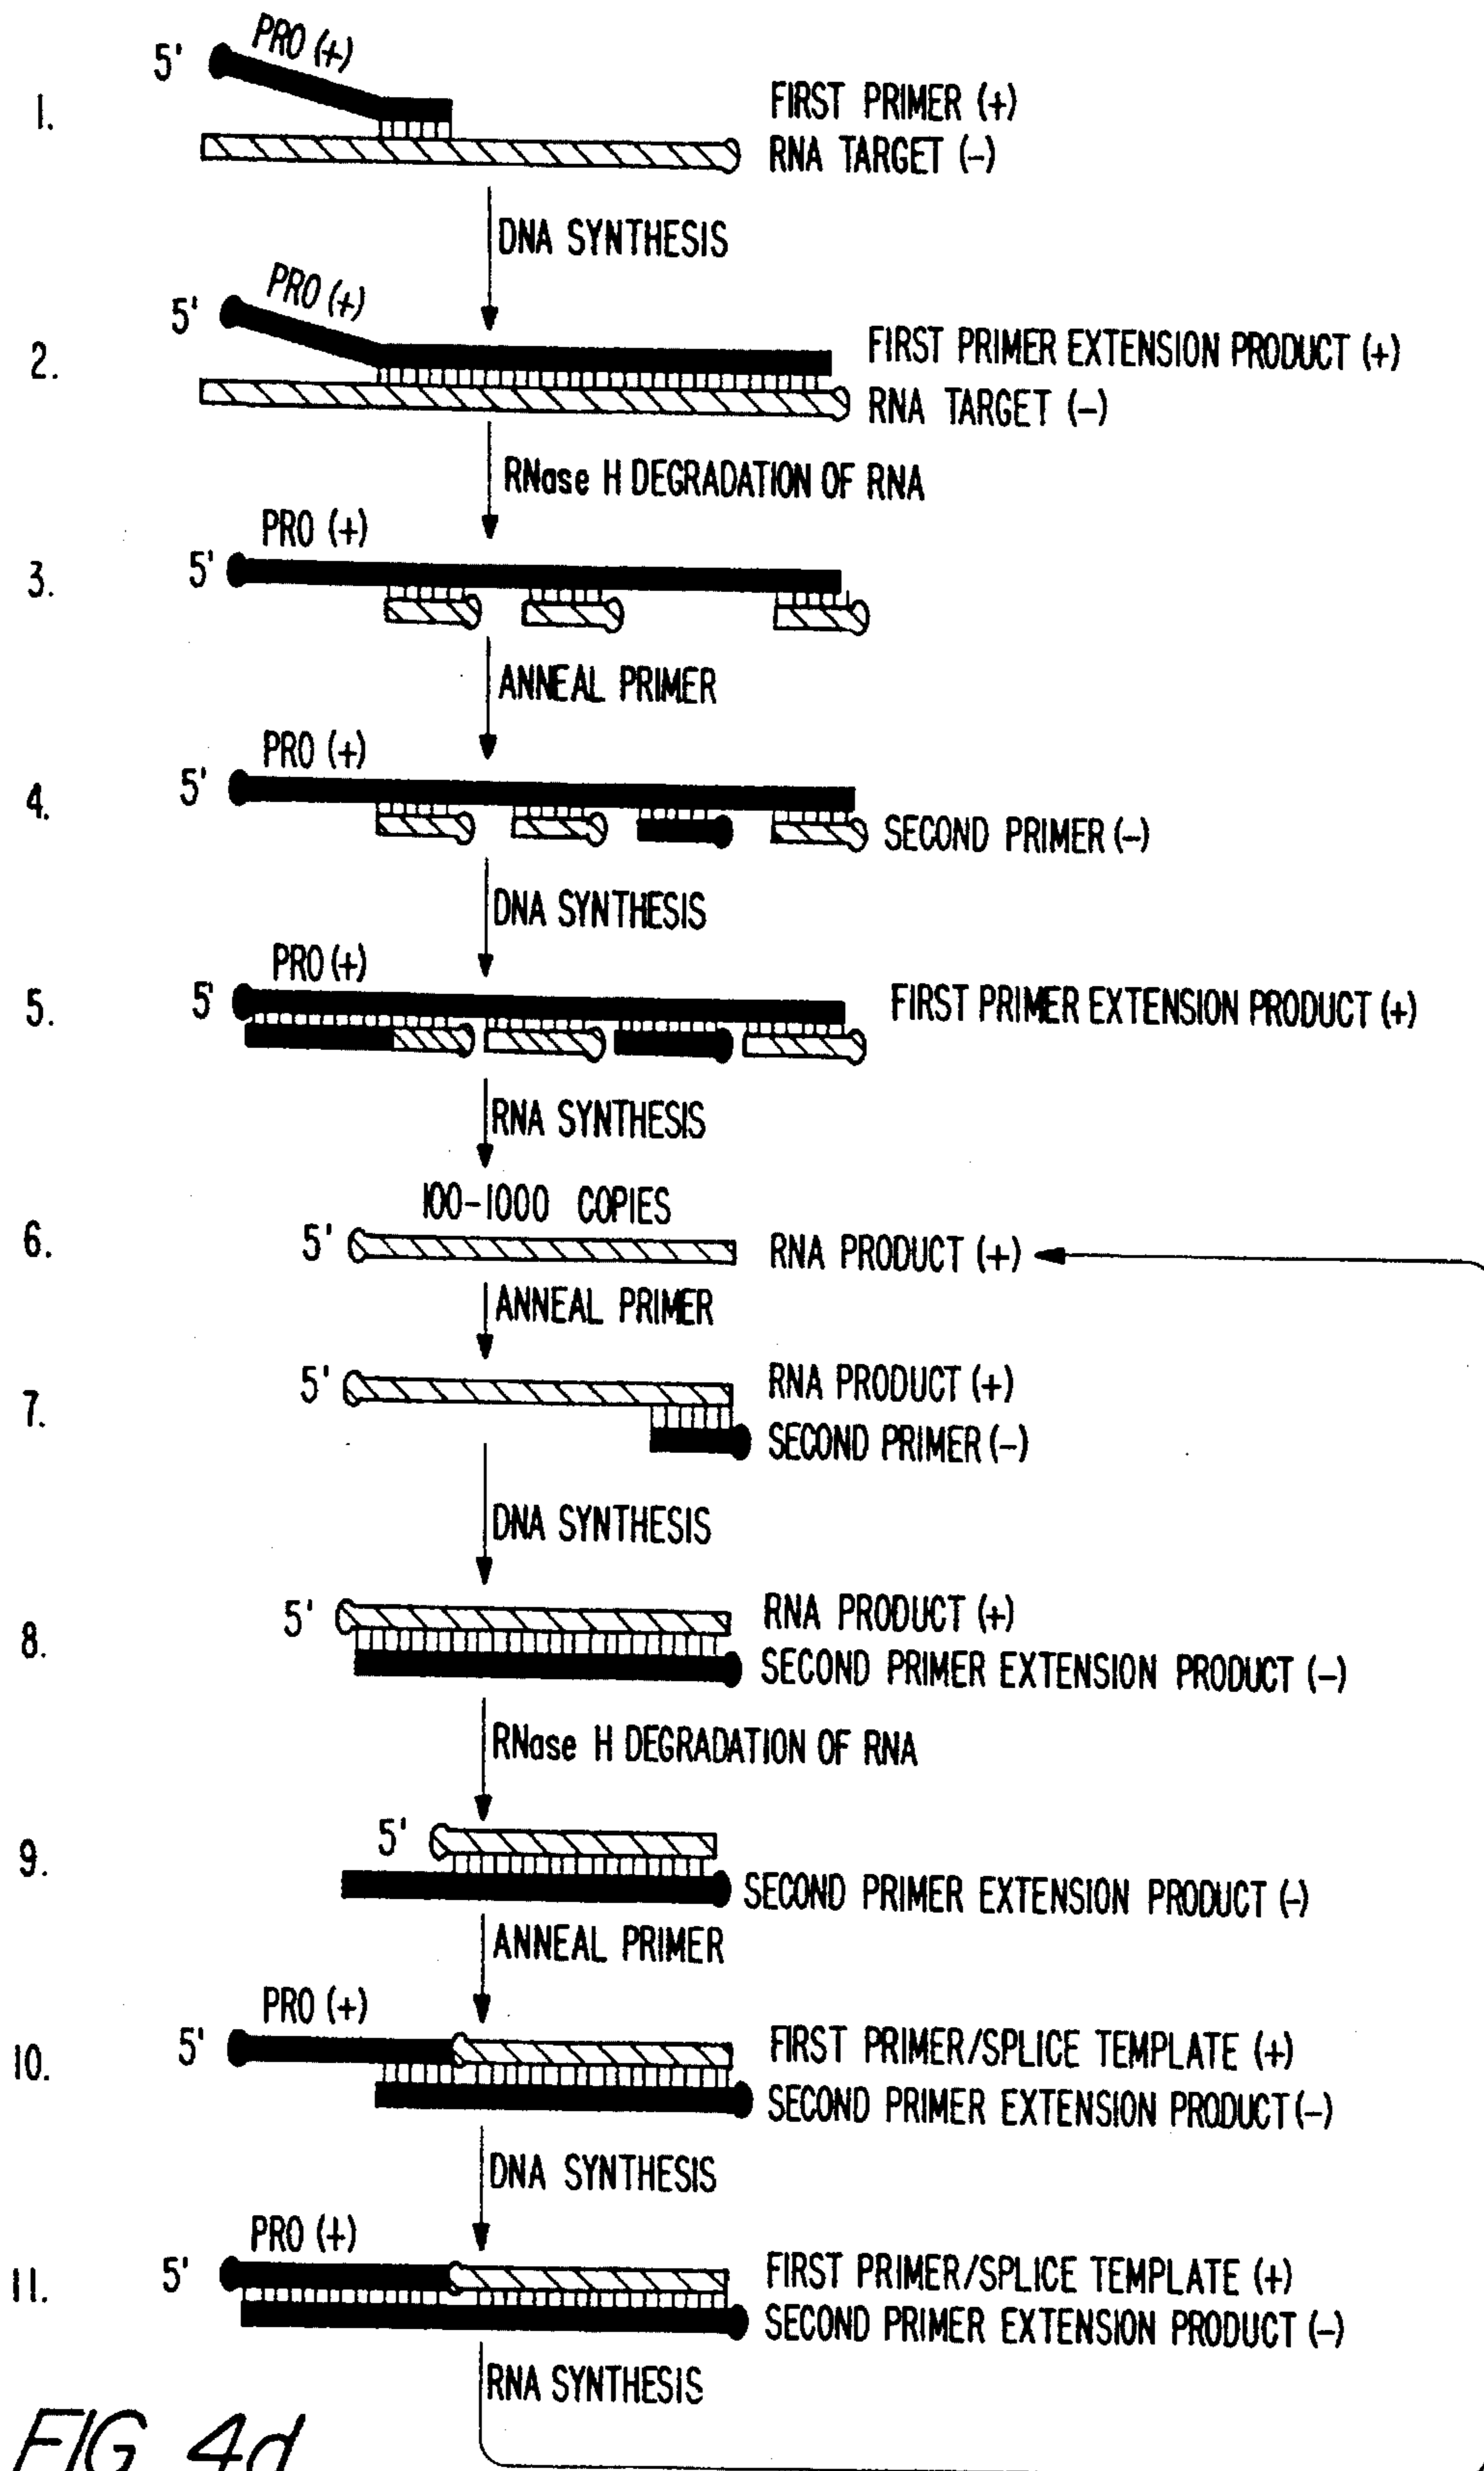 PRO (+)
5'
1.
FIRST PRIMER (+)
RNA TARGET (-)
DNA SYNTHESIS
PRO (+)
5'
2.
FIRST PRIMER EXTENSION PRODUCT (+)
RNA TARGET (-)
RNase H DEGRADATION OF RNA
PRO (+)
5'
3.
ANNEAL PRIMER
PRO (+)
5'
4.
SECOND PRIMER (-)
DNA SYNTHESIS
PRO (+)
5'
5.
FIRST PRIMER EXTENSION PRODUCT (+)
RNA SYNTHESIS
100-1000 COPIES
6.
5'
RNA PRODUCT (+)
ANNEAL PRIMER
5'
RNA PRODUCT (+)
7.
SECOND PRIMER (-)
DNA SYNTHESIS
5'
RNA PRODUCT (+)
8.
SECOND PRIMER EXTENSION PRODUCT (-)
RNase H DEGRADATION OF RNA
5'
9.
SECOND PRIMER EXTENSION PRODUCT (-)
ANNEAL PRIMER
PRO (+)
5'
10.
FIRST PRIMER/SPLICE TEMPLATE (+)
SECOND PRIMER EXTENSION PRODUCT (-)
DNA SYNTHESIS
PRO (+)
5'
11.
FIRST PRIMER/SPLICE TEMPLATE (+)
SECOND PRIMER EXTENSION PRODUCT (-)
RNA SYNTHESIS
FIG. 4d